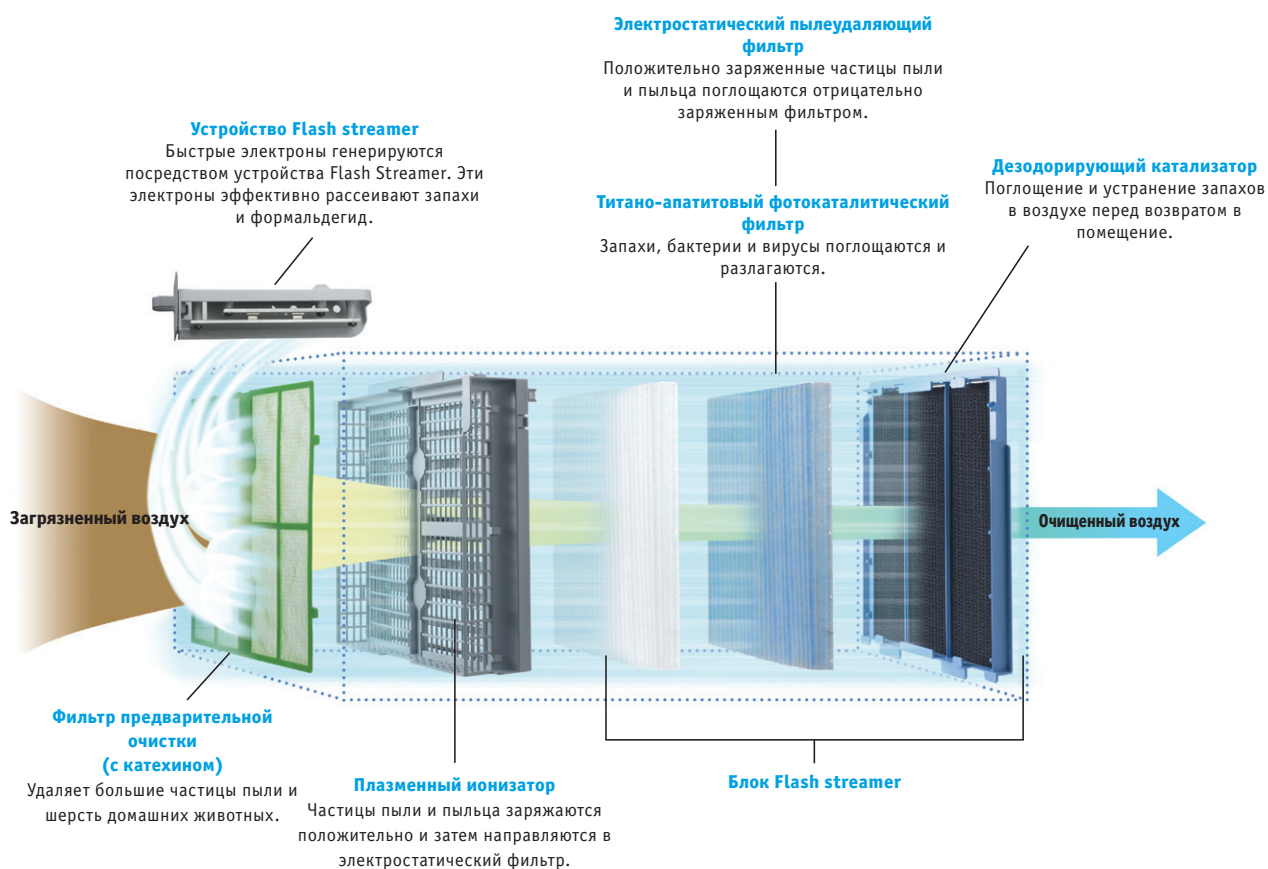 Электростатический пылеудаляющий
фильтр
Положительно заряженные частицы пыли
и пыльца поглощаются отрицательно
заряженным фильтром.
Устройство Flash streamer
Быстрые электроны генерируются
посредством устройства Flash Streamer. Эти
электроны эффективно рассеивают запахи
и формальдегид.
Титано-апатитовый фотокаталитический
фильтр
Запахи, бактерии и вирусы поглощаются и
разлагаются.
Дезодорирующий катализатор
Поглощение и устранение запахов
в воздухе перед возвратом в
помещение.
Загрязненный воздух
Очищенный воздух
Фильтр предварительной
очистки
(с катехином)
Удаляет большие частицы пыли и
шерсть домашних животных.
Плазменный ионизатор
Частицы пыли и пыльца заряжаются
положительно и затем направляются в
электростатический фильтр.
Блок Flash streamer